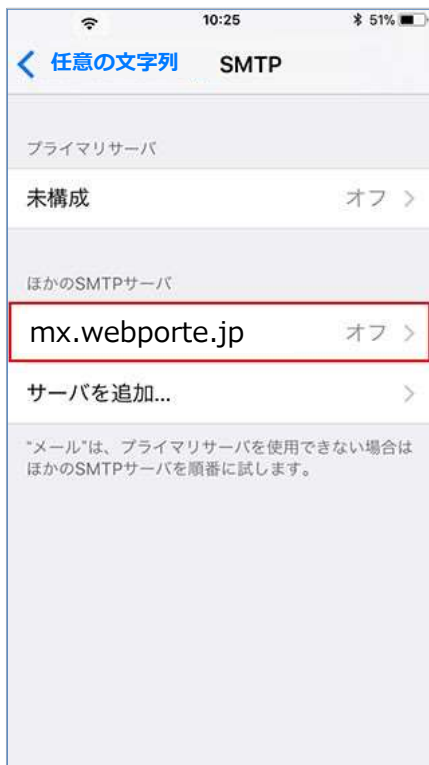 10:25 51%
任意の文字列 SMTP
プライマリサーバ
未構成 オフ
ほかのSMTPサーバ
mx.webporte.jp オフ
サーバを追加...
"メール"は、プライマリサーバを使用できない場合は
ほかのSMTPサーバを順番に試します。